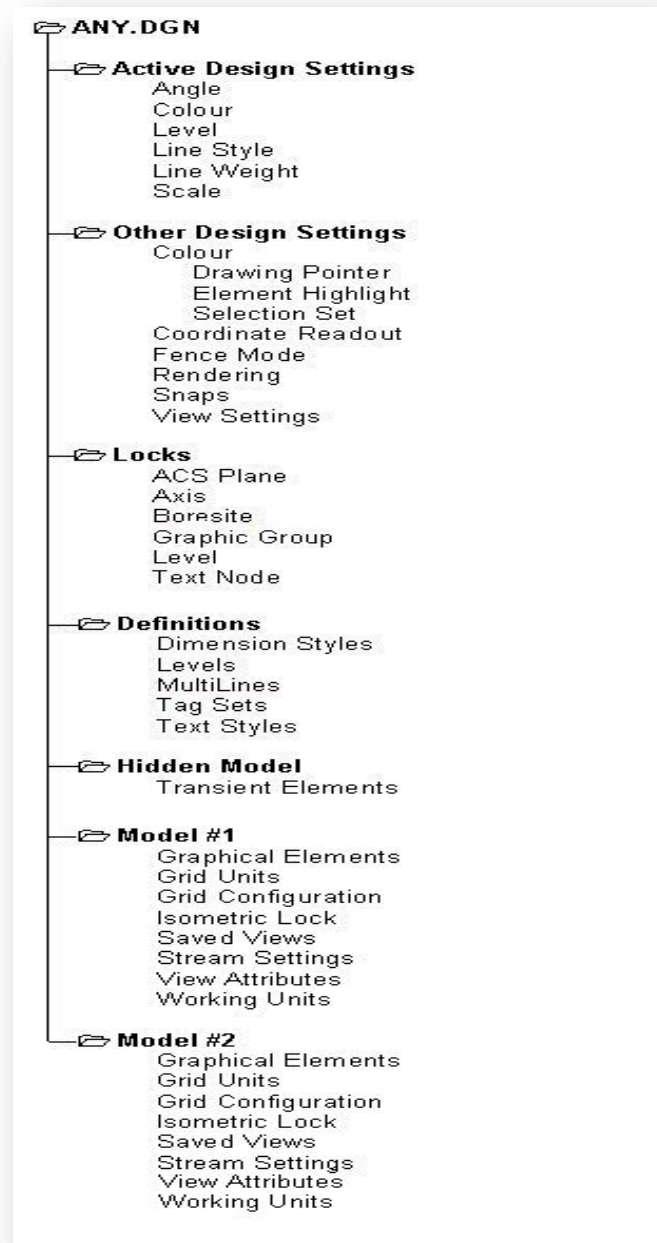 ANY.DGN
Active Design Settings
Angle
Colour
Level
Line Style
Line Weight
Scale
Other Design Settings
Colour
Drawing Pointer
Element Highlight
Selection Set
Coordinate Readout
Fence Mode
Rendering
Snaps
View Settings
Locks
ACS Plane
Axis
Boresite
Graphic Group
Level
Text Node
Definitions
Dimension Styles
Levels
MultiLines
Tag Sets
Text Styles
Hidden Model
Transient Elements
Model #1
Graphical Elements
Grid Units
Grid Configuration
Isometric Lock
Saved Views
Stream Settings
View Attributes
Working Units
Model #2
Graphical Elements
Grid Units
Grid Configuration
Isometric Lock
Saved Views
Stream Settings
View Attributes
Working Units